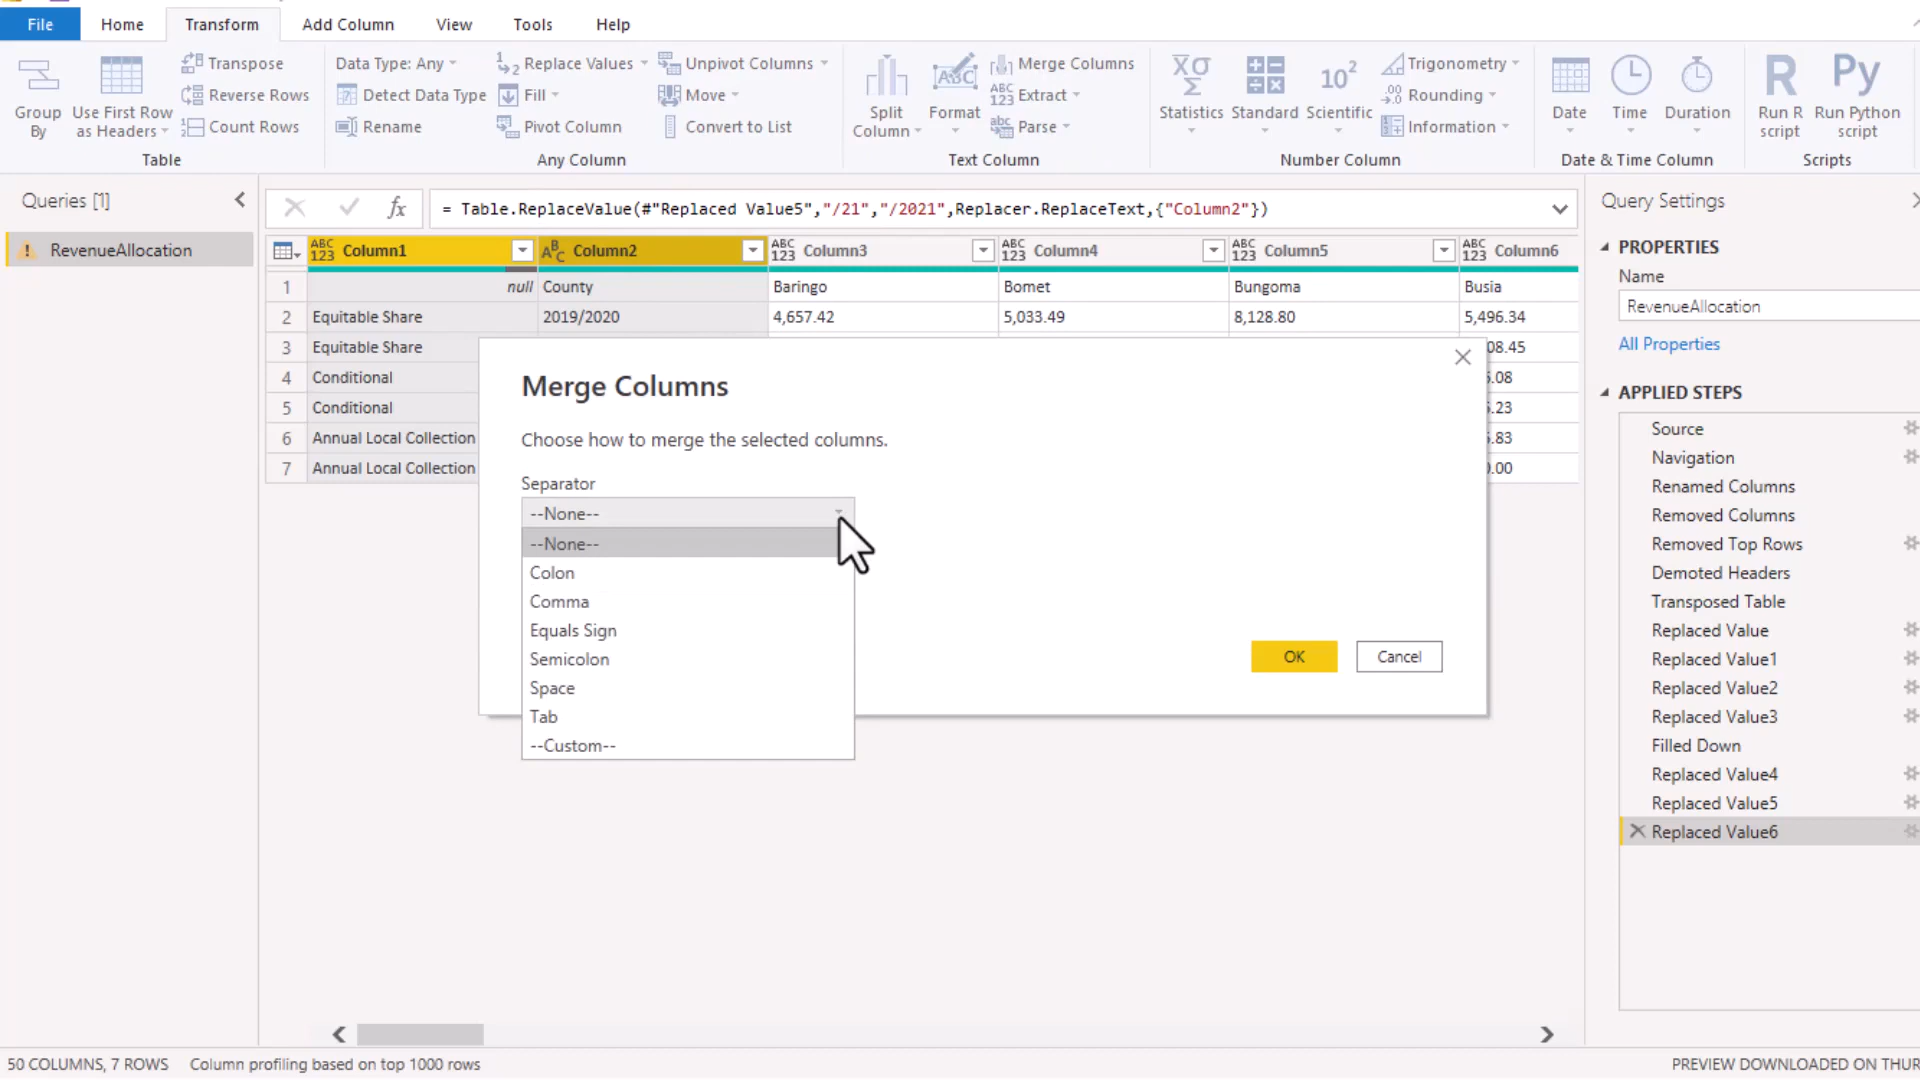 File Home Transform Add Column View Tools Help
Group By
Use First Row as Headers
Transpose
Reverse Rows
Count Rows
Table
Data Type: Any
Detect Data Type
Rename
Replace Values
Fill
Pivot Column
Unpivot Columns
Move
Convert to List
Any Column
Split Column
Format
Merge Columns
Extract
Parse
Text Column
Statistics
Standard
Scientific
Trigonometry
Rounding
Information
Number Column
Date
Time
Duration
Date & Time Column
Run R script
Run Python script
Scripts
Queries [1]
RevenueAllocation
fx = Table.ReplaceValue(#"Replaced Value5","/21","/2021",Replacer.ReplaceText,{"Column2"})
Column1 Column2 Column3 Column4 Column5 Column6
1 null County Baringo Bomet Bungoma Busia
2 Equitable Share 2019/2020 4,657.42 5,033.49 8,128.80 5,496.34
3 Equitable Share 08.45
4 Conditional .08
5 Conditional .23
6 Annual Local Collection .83
7 Annual Local Collection .00
Merge Columns
Choose how to merge the selected columns.
Separator
--None--
--None--
Colon
Comma
Equals Sign
Semicolon
Space
Tab
--Custom--
OK Cancel
Query Settings
PROPERTIES
Name
RevenueAllocation
All Properties
APPLIED STEPS
Source
Navigation
Renamed Columns
Removed Columns
Removed Top Rows
Demoted Headers
Transposed Table
Replaced Value
Replaced Value1
Replaced Value2
Replaced Value3
Filled Down
Replaced Value4
Replaced Value5
Replaced Value6
50 COLUMNS, 7 ROWS Column profiling based on top 1000 rows PREVIEW DOWNLOADED ON THUR